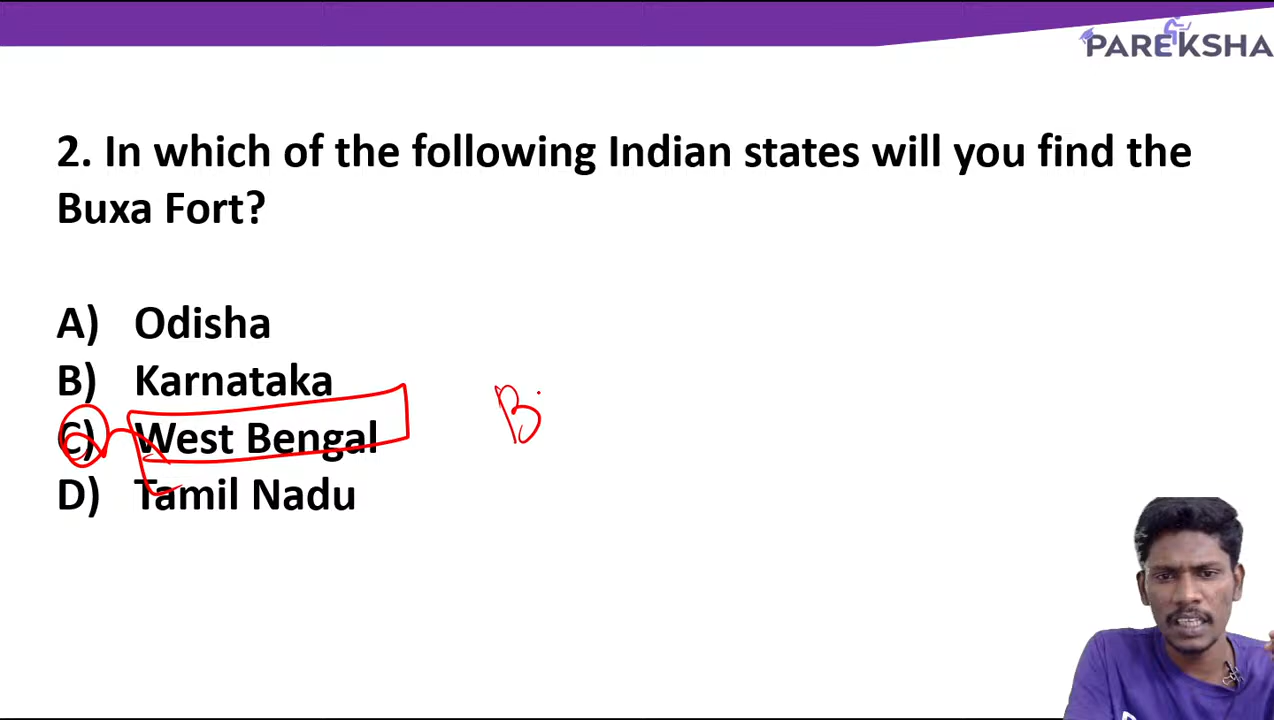 PAREKSHA
2. In which of the following Indian states will you find the
Buxa Fort?
A) Odisha
B) Karnataka
C) West Bengal
B
D) Tamil Nadu